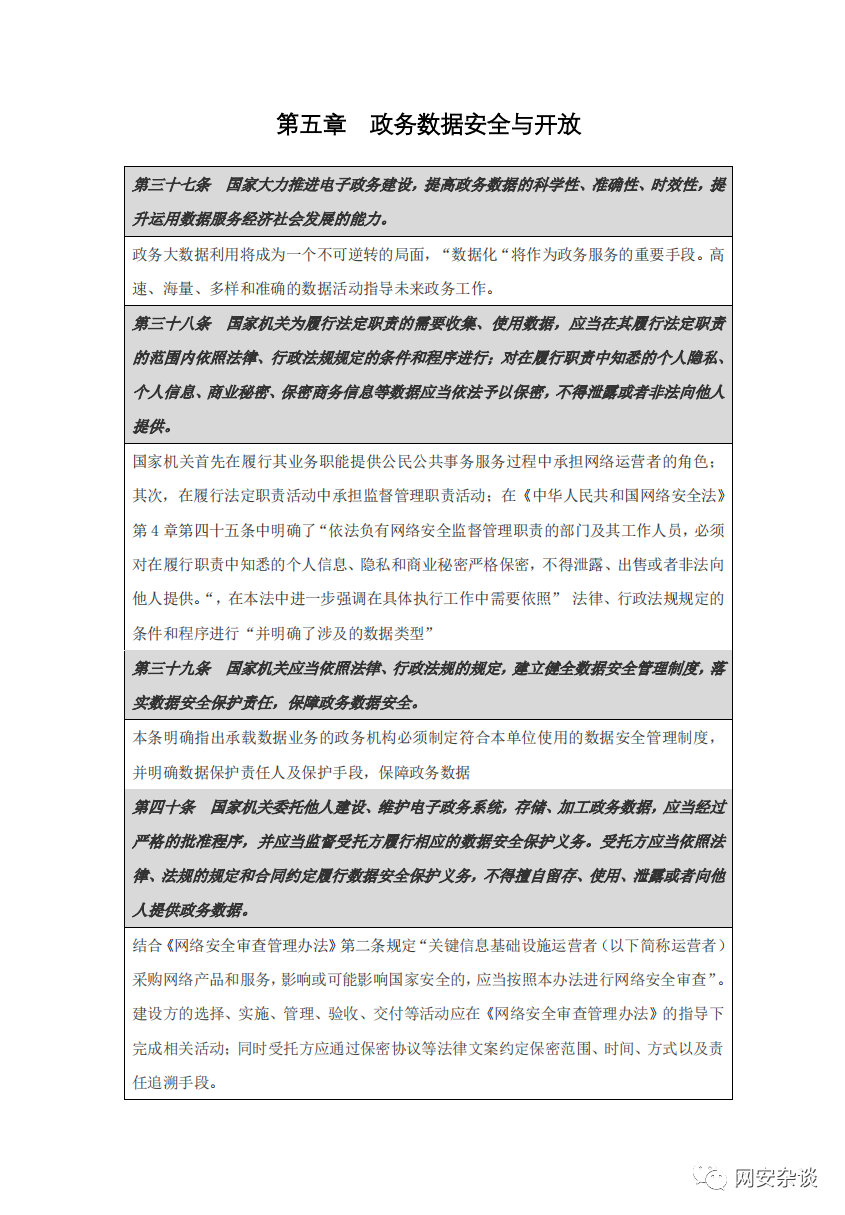 第五章　政务数据安全与开放
第三十七条　国家大力推进电子政务建设，提高政务数据的科学性、准确性、时效性，提
升运用数据服务经济社会发展的能力。
政务大数据利用将成为一个不可逆转的局面，“数据化“将作为政务服务的重要手段。高
速、海量、多样和准确的数据活动指导未来政务工作。
第三十八条　国家机关为履行法定职责的需要收集、使用数据，应当在其履行法定职责
的范围内依照法律、行政法规规定的条件和程序进行；对在履行职责中知悉的个人隐私、
个人信息、商业秘密、保密商务信息等数据应当依法予以保密，不得泄露或者非法向他人
提供。
国家机关首先在履行其业务职能提供公民公共事务服务过程中承担网络运营者的角色；
其次，在履行法定职责活动中承担监督管理职责活动；在《中华人民共和国网络安全法》
第 4 章第四十五条中明确了“依法负有网络安全监督管理职责的部门及其工作人员，必须
对在履行职责中知悉的个人信息、隐私和商业秘密严格保密，不得泄露、出售或者非法向
他人提供。“，在本法中进一步强调在具体执行工作中需要依照” 法律、行政法规规定的
条件和程序进行“并明确了涉及的数据类型”
第三十九条　国家机关应当依照法律、行政法规的规定，建立健全数据安全管理制度，落
实数据安全保护责任，保障政务数据安全。
本条明确指出承载数据业务的政务机构必须制定符合本单位使用的数据安全管理制度，
并明确数据保护责任人及保护手段，保障政务数据
第四十条　国家机关委托他人建设、维护电子政务系统，存储、加工政务数据，应当经过
严格的批准程序，并应当监督受托方履行相应的数据安全保护义务。受托方应当依照法
律、法规的规定和合同约定履行数据安全保护义务，不得擅自留存、使用、泄露或者向他
人提供政务数据。
结合《网络安全审查管理办法》第二条规定“关键信息基础设施运营者（以下简称运营者）
采购网络产品和服务，影响或可能影响国家安全的，应当按照本办法进行网络安全审查”。
建设方的选择、实施、管理、验收、交付等活动应在《网络安全审查管理办法》的指导下
完成相关活动；同时受托方应通过保密协议等法律文案约定保密范围、时间、方式以及责
任追溯手段。
网安杂谈